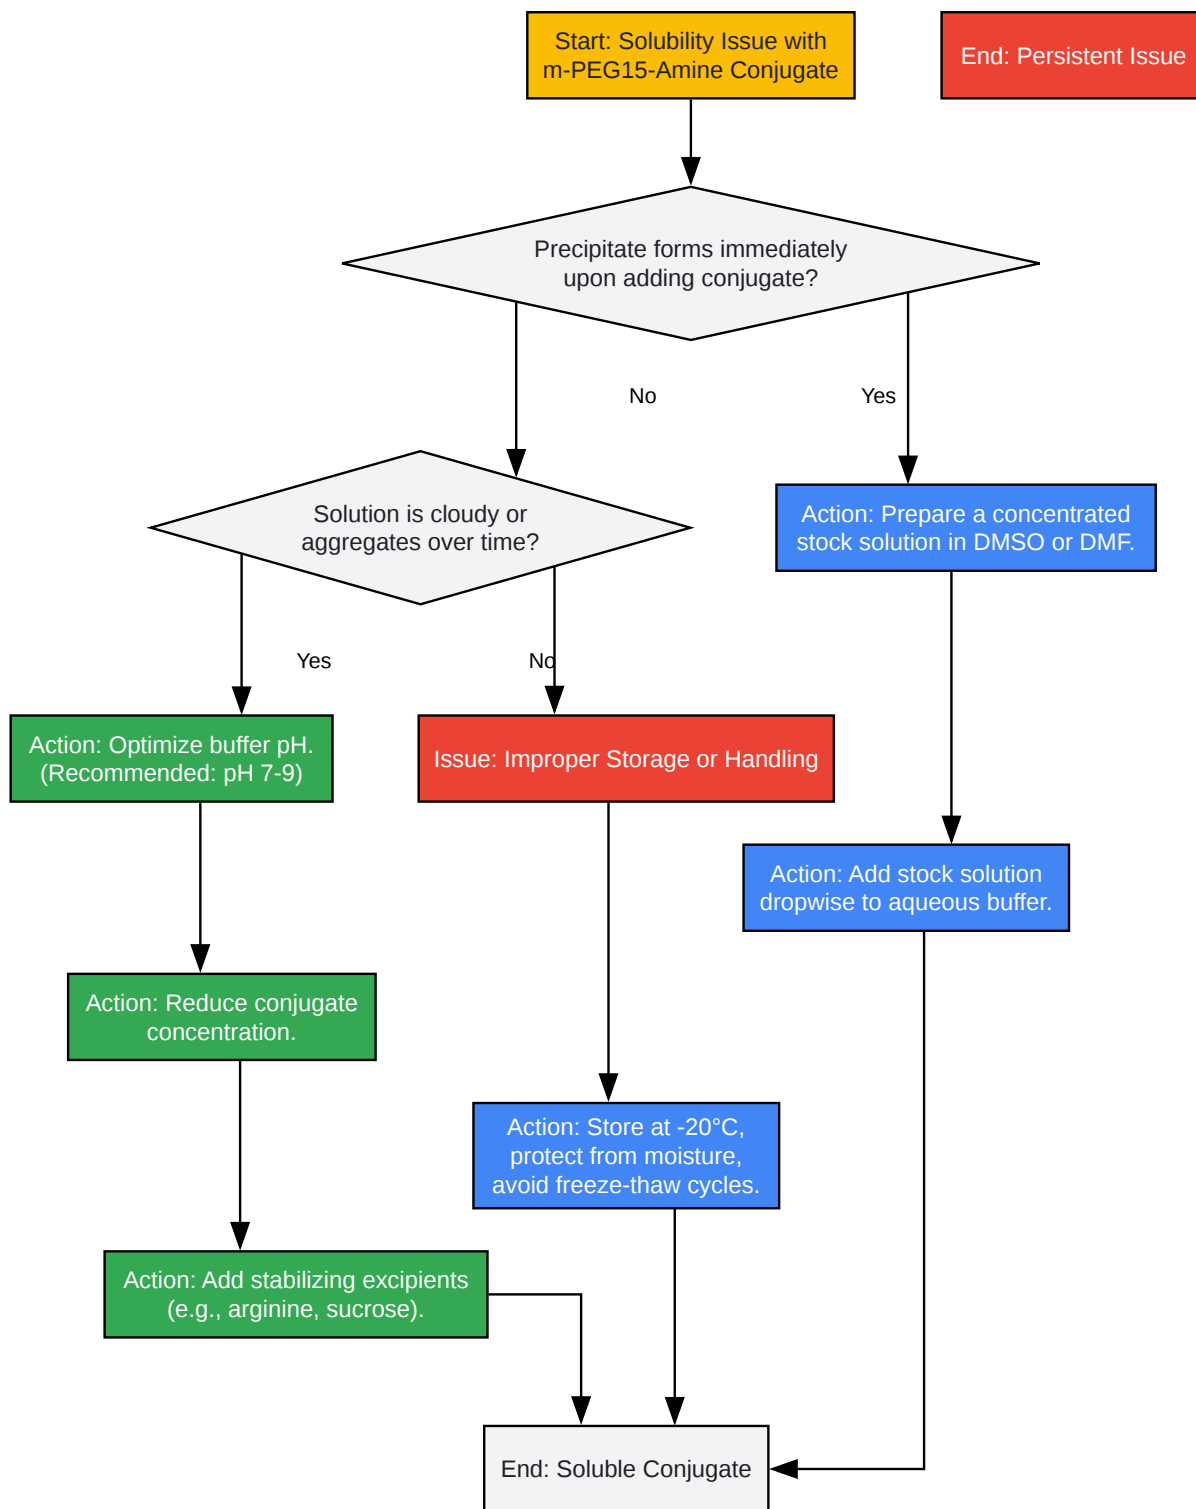 Start: Solubility Issue with
m-PEG15-Amine Conjugate
End: Persistent Issue
Precipitate forms immediately
upon adding conjugate?
No
Yes
Solution is cloudy or
aggregates over time?
Action: Prepare a concentrated
stock solution in DMSO or DMF.
Yes
No
Action: Optimize buffer pH.
(Recommended: pH 7-9)
Issue: Improper Storage or Handling
Action: Add stock solution
dropwise to aqueous buffer.
Action: Reduce conjugate
concentration.
Action: Store at -20°C,
protect from moisture,
avoid freeze-thaw cycles.
Action: Add stabilizing excipients
(e.g., arginine, sucrose).
End: Soluble Conjugate